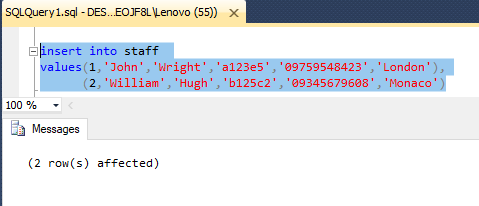 SQLQuery1.sql - DES...EOJF8L\Lenovo (55))
insert into staff
values(1,'John','Wright','a123e5','09759548423','London'),
(2,'William','Hugh','b125c2','09345679608','Monaco')
100 %
Messages
(2 row(s) affected)